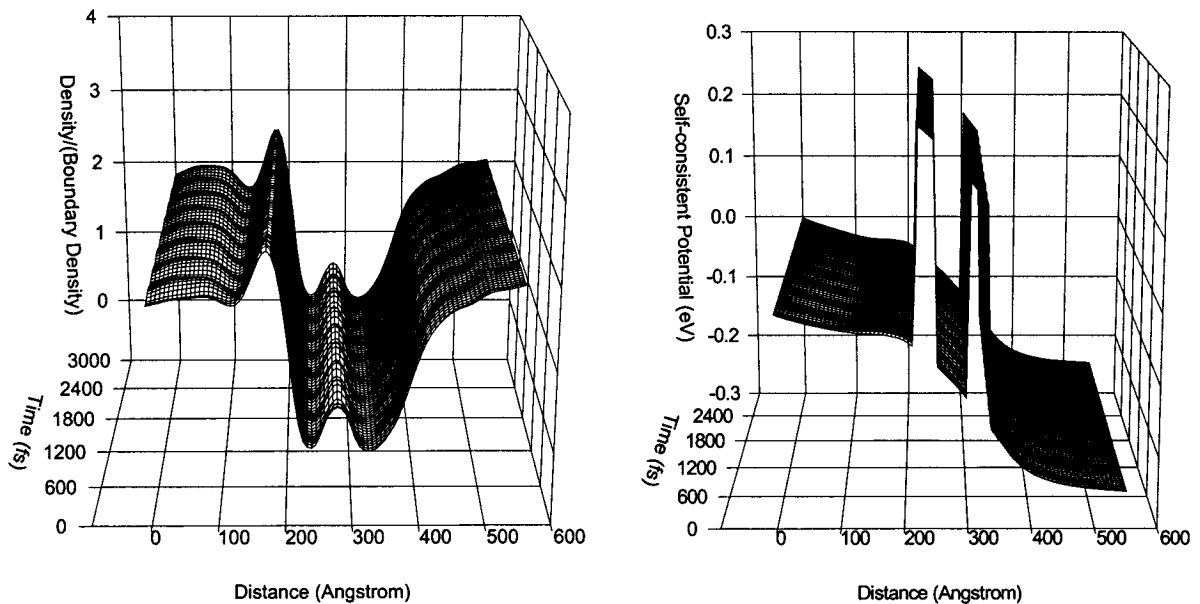 4
3
2
1
0
Density/(Boundary Density)
3000
2400
1800
1200
600
0
Time (fs)
0 100 200 300 400 500 600
Distance (Angstrom)
0.3
0.2
0.1
0.0
-0.1
-0.2
-0.3
Self-consistent Potential (eV)
2400
1800
1200
600
0
Time (fs)
0 100 200 300 400 500 600
Distance (Angstrom)